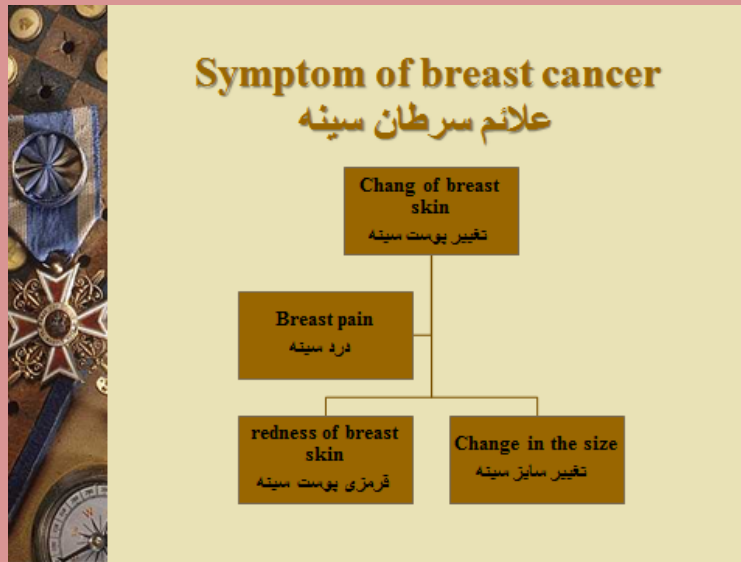 Symptom of breast cancer
علائم سرطان سینه
Chang of breast
skin
تغییر پوست سینه
Breast pain
درد سینه
redness of breast
skin
قرمزی پوست سینه
Change in the size
تغییر سایز سینه